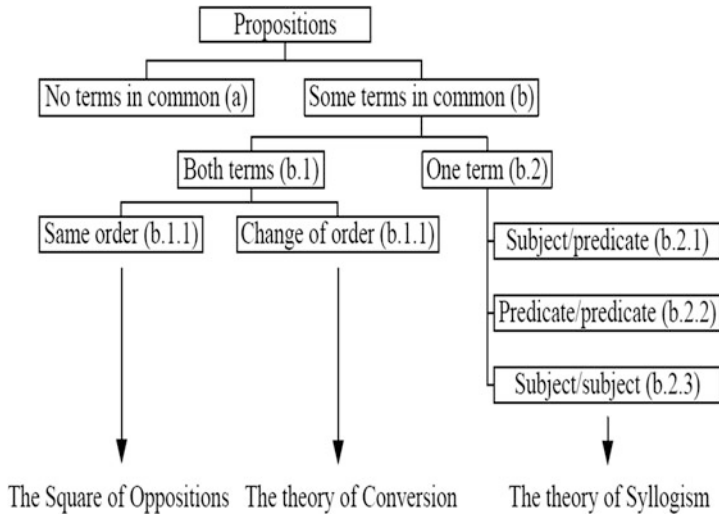 Propositions
No terms in common (a)
Some terms in common (b)
Both terms (b.1)
One term (b.2)
Same order (b.1.1)
Change of order (b.1.1)
Subject/predicate (b.2.1)
Predicate/predicate (b.2.2)
Subject/subject (b.2.3)
The Square of Oppositions
The theory of Conversion
The theory of Syllogism